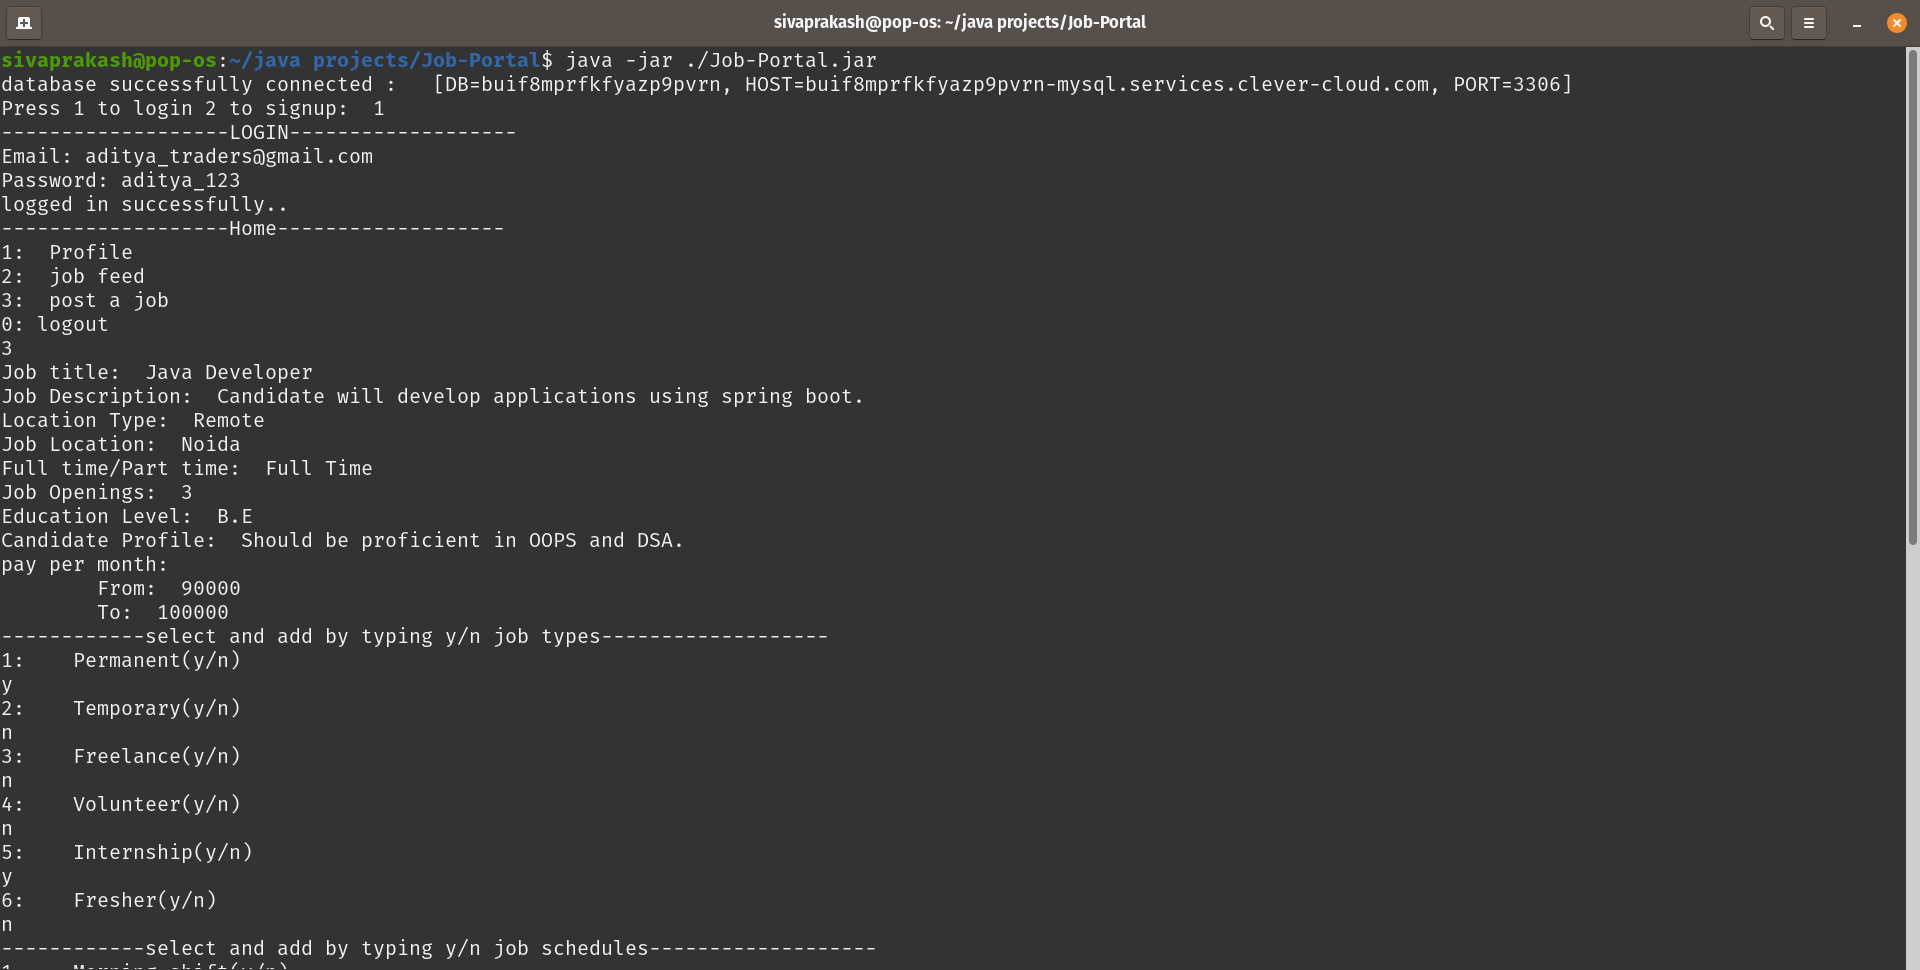 sivaprakash@pop-os: ~/java projects/Job-Portal
sivaprakash@pop-os:~/java projects/Job-Portal$ java -jar ./Job-Portal.jar
database successfully connected :   [DB=buif8mprfkfyazp9pvrn, HOST=buif8mprfkfyazp9pvrn-mysql.services.clever-cloud.com, PORT=3306]
Press 1 to login 2 to signup:  1
-------------------LOGIN-------------------
Email: aditya_traders@gmail.com
Password: aditya_123
logged in successfully..
-------------------Home-------------------
1:  Profile
2:  job feed
3:  post a job
0: logout
3
Job title:  Java Developer
Job Description:  Candidate will develop applications using spring boot.
Location Type:  Remote
Job Location:  Noida
Full time/Part time:  Full Time
Job Openings:  3
Education Level:  B.E
Candidate Profile:  Should be proficient in OOPS and DSA.
pay per month:
        From:  90000
        To:  100000
------------select and add by typing y/n job types-------------------
1:    Permanent(y/n)
y
2:    Temporary(y/n)
n
3:    Freelance(y/n)
n
4:    Volunteer(y/n)
n
5:    Internship(y/n)
y
6:    Fresher(y/n)
n
------------select and add by typing y/n job schedules-------------------
1:    Morning shift(y/n)